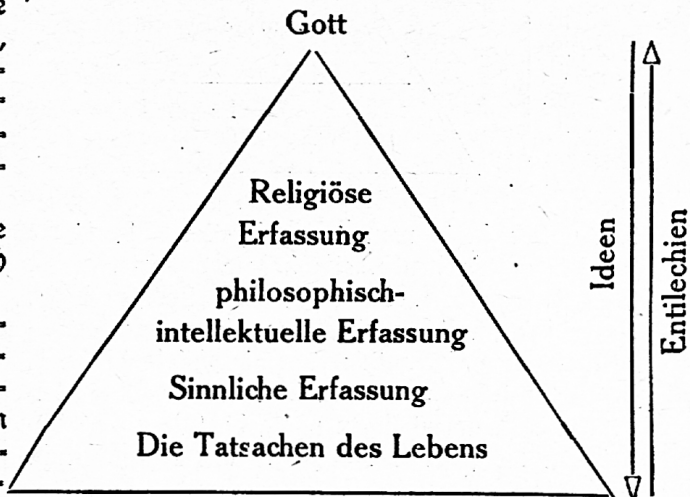 Gott
Religiöse
Erfassung
philosophisch-
intellektuelle Erfassung
Sinnliche Erfassung
Die Tatsachen des Lebens
Ideen
Entilechien